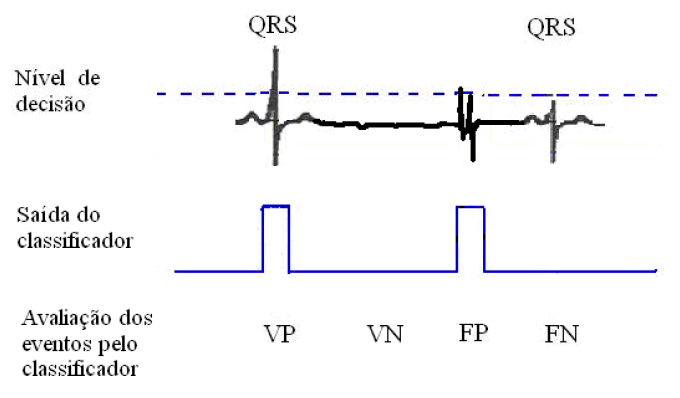 QRS QRS
Nível de
decisão
Saída do
classificador
Avaliação dos
eventos pelo
classificador
VP VN FP FN